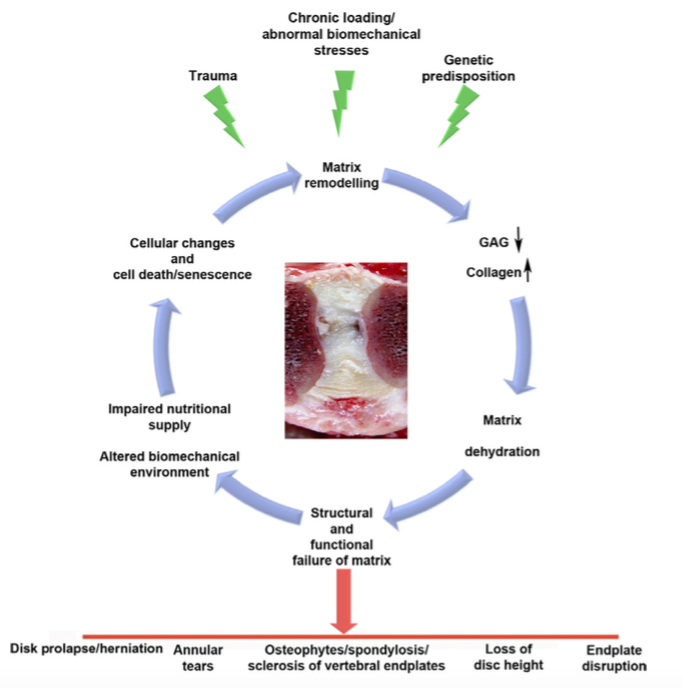 Chronic loading/
abnormal biomechanical
stresses
Trauma
Genetic
predisposition
Matrix
remodelling
GAG
Collagen
Cellular changes
and
cell death/senescence
Matrix
dehydration
Impaired nutritional
supply
Altered biomechanical
environment
Structural
and
functional
failure of matrix
Disk prolapse/herniation
Annular
tears
Osteophytes/spondylosis/
sclerosis of vertebral endplates
Loss of
disc height
Endplate
disruption